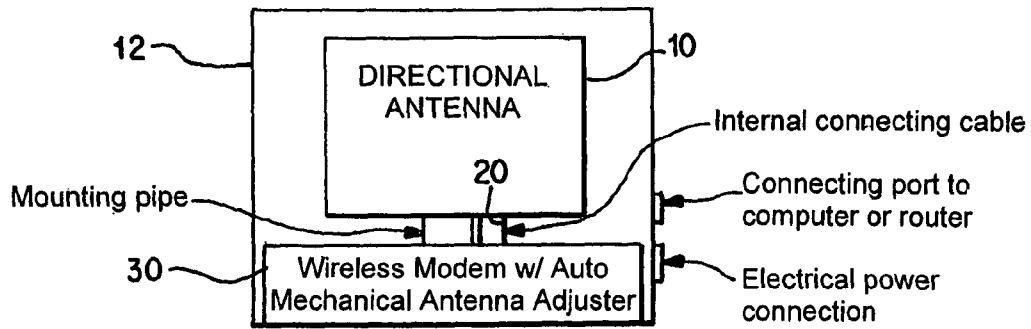 12
10
DIRECTIONAL
ANTENNA
Internal connecting cable
20
Mounting pipe
Connecting port to
computer or router
30
Wireless Modem w/ Auto
Mechanical Antenna Adjuster
Electrical power
connection